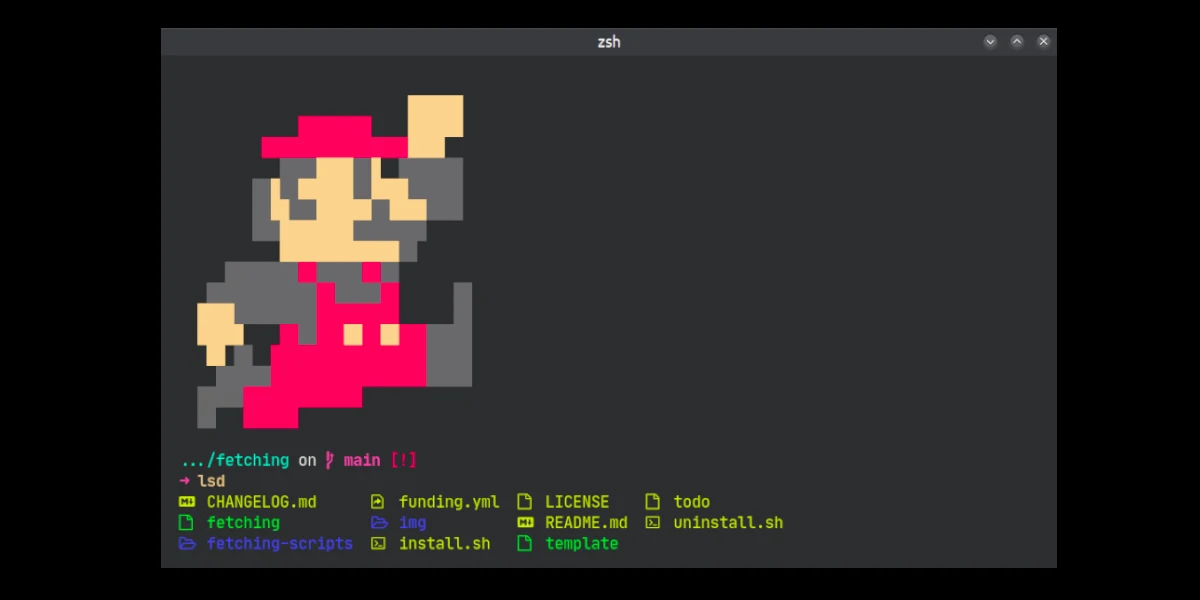 zsh
.../fetching on main [!]
→ lsd
CHANGELOG.md funding.yml LICENSE todo
fetching img README.md uninstall.sh
fetching-scripts install.sh template